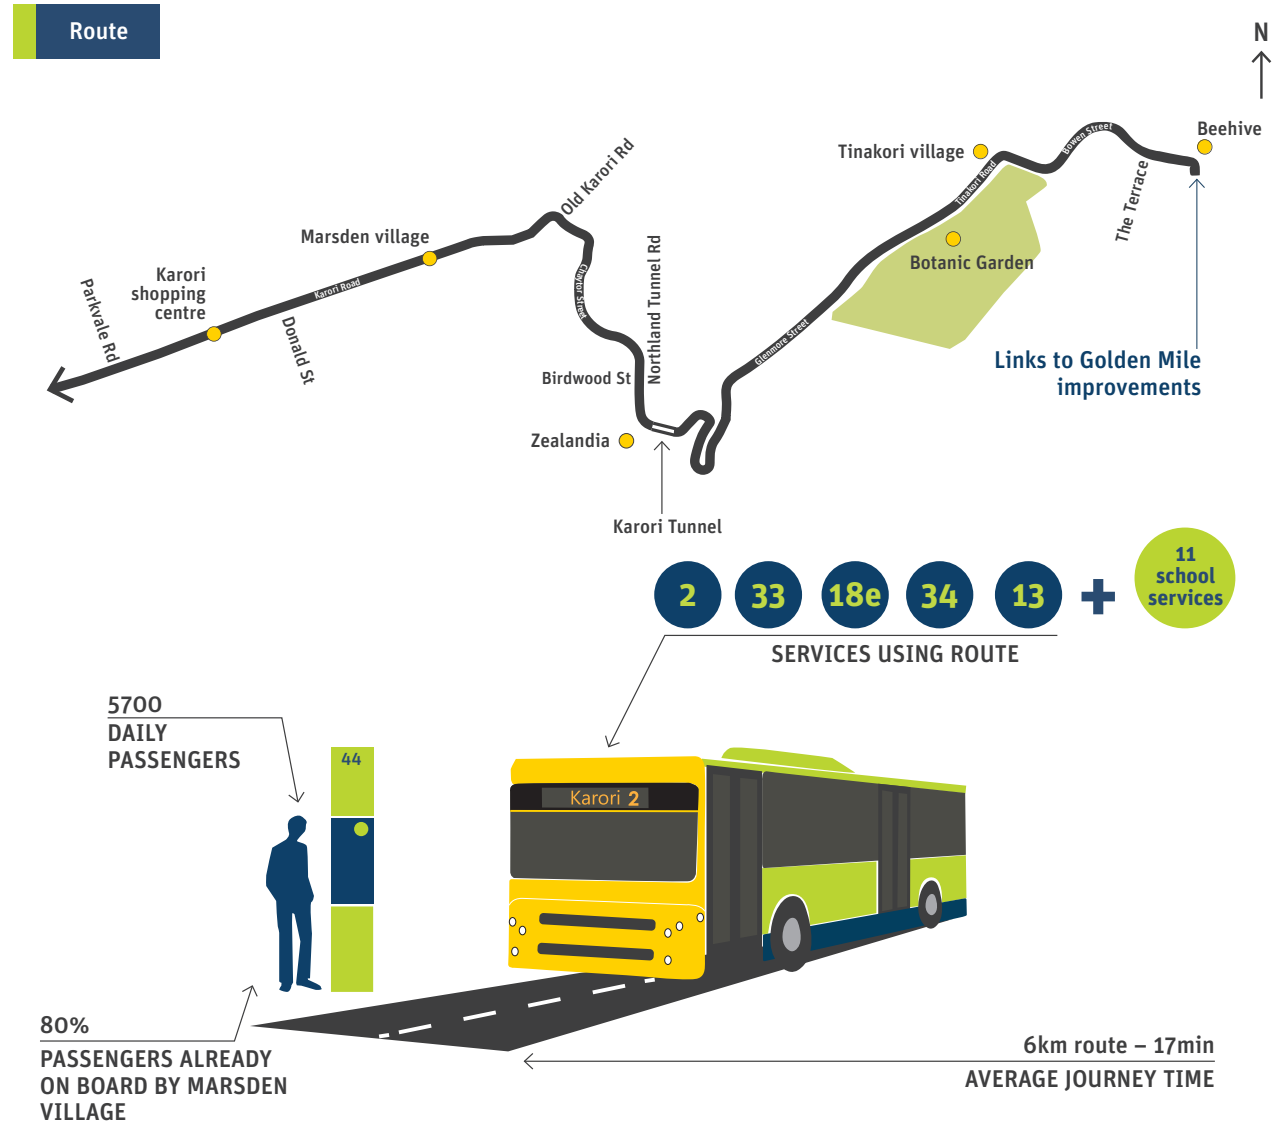 Route
N
Beehive
Bowen Street
Tinakori village
Tinakori Road
The Terrace
Old Karori Rd
Marsden village
Northland Tunnel Rd
Botanic Garden
Karori
shopping
centre
Parkvale Rd
Karori Road
Chaytor Street
Donald St
Glenmore Street
Links to Golden Mile
improvements
Birdwood St
Zealandia
Karori Tunnel
2
33
18e
34
13
+
11
school
services
SERVICES USING ROUTE
5700
DAILY
PASSENGERS
44
Karori 2
80%
PASSENGERS ALREADY
ON BOARD BY MARSDEN
VILLAGE
6km route – 17min
AVERAGE JOURNEY TIME